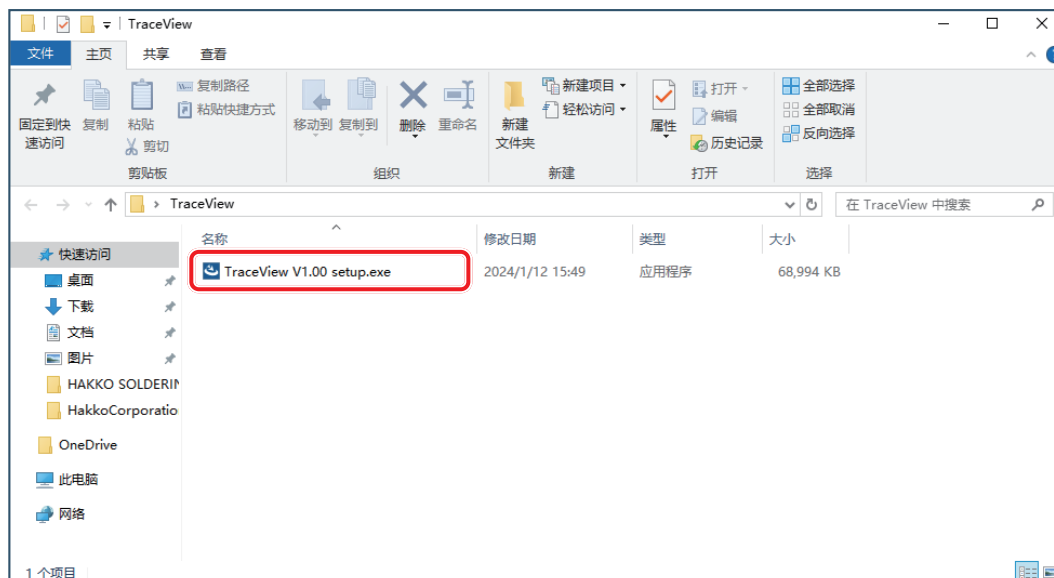 TraceView
文件 主页 共享 查看
固定到快速访问
复制
粘贴
复制路径
粘贴快捷方式
剪切
剪贴板
移动到
复制到
删除
重命名
组织
新建
文件夹
新建项目
轻松访问
新建
属性
打开
编辑
历史记录
打开
全部选择
全部取消
反向选择
选择
TraceView
在 TraceView 中搜索
名称 修改日期 类型 大小
TraceView V1.00 setup.exe 2024/1/12 15:49 应用程序 68,994 KB
快速访问
桌面
下载
文档
图片
HAKKO SOLDERIN
HakkoCorporatio
OneDrive
此电脑
网络
1 个项目